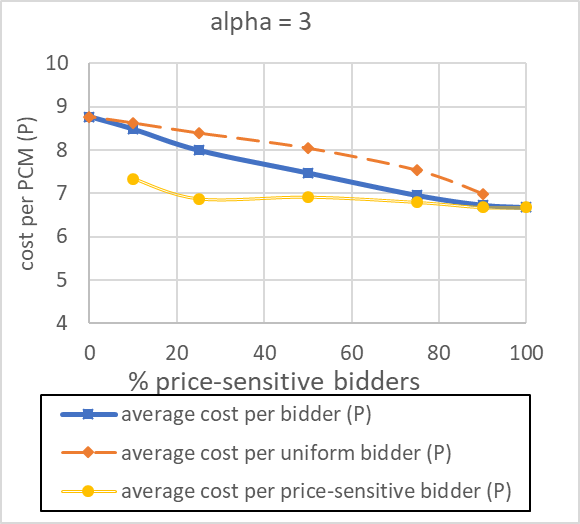 alpha = 3
10
9
8
7
6
5
4
cost per PCM (P)
0 20 40 60 80 100
% price-sensitive bidders
average cost per bidder (P)
average cost per uniform bidder (P)
average cost per price-sensitive bidder (P)